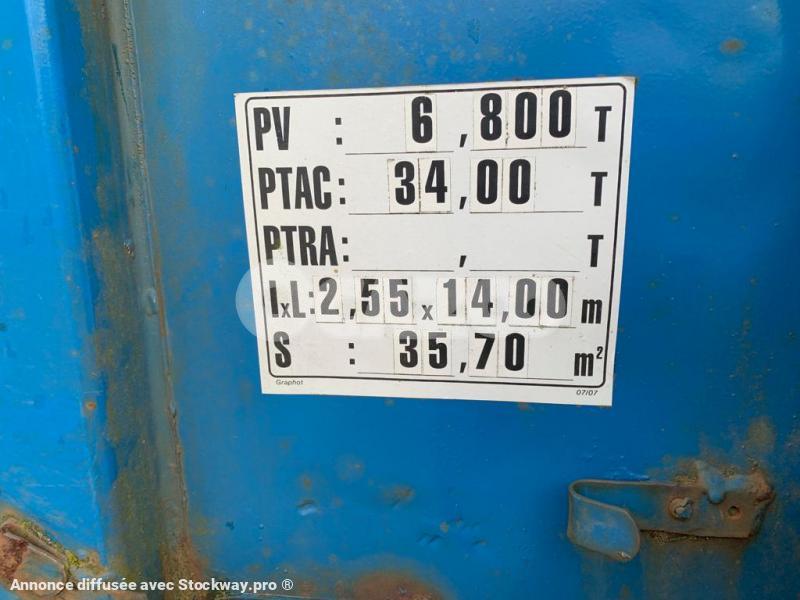 PV : 6,800 T
PTAC: 34,00 T
PTRA: , T
lxL: 2,55 x 14,00 m
S : 35,70 m²
Graphot 07/07
Annonce diffusée avec Stockway.pro ®